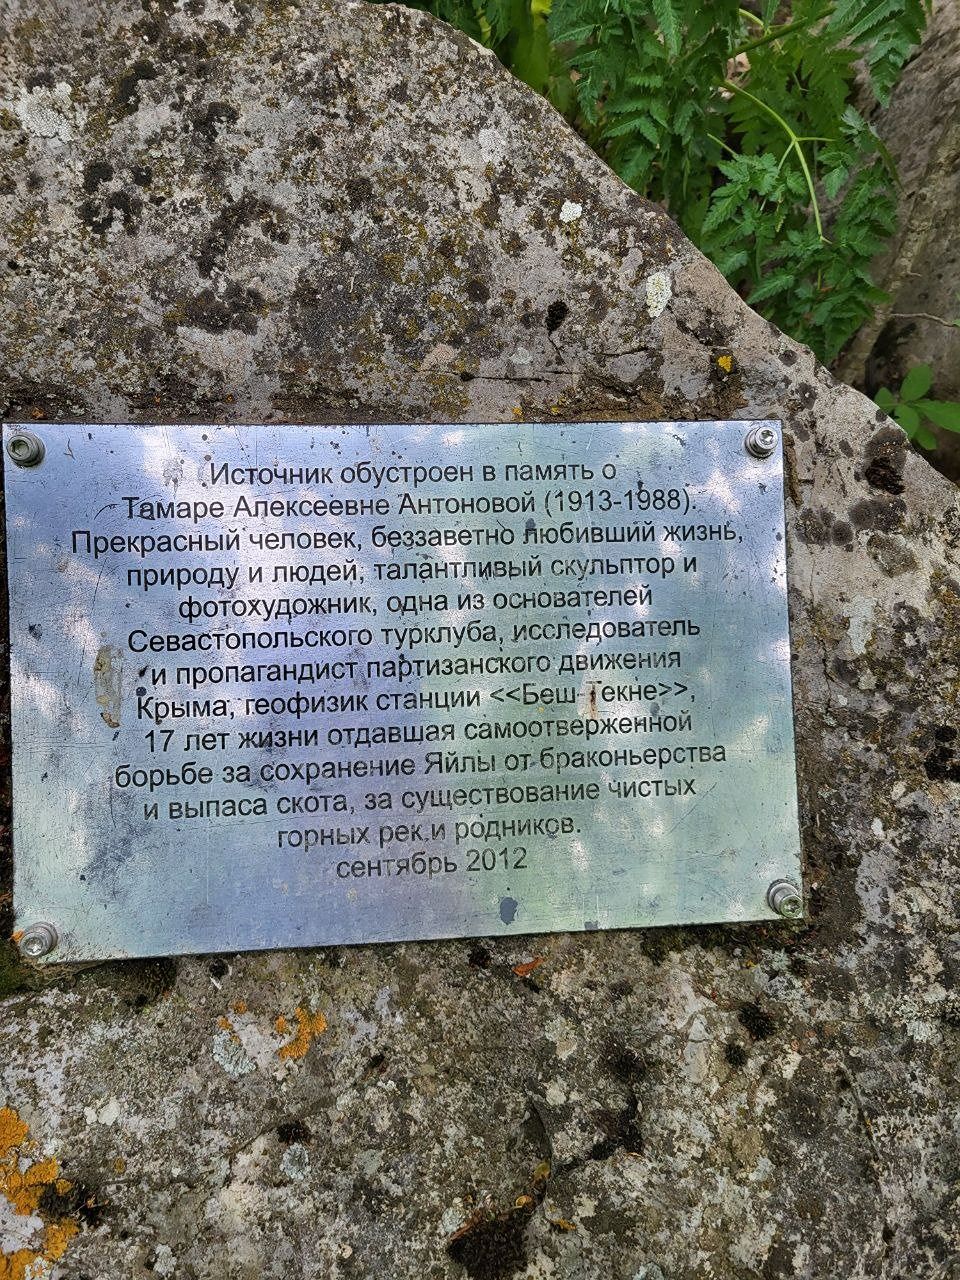 Источник обустроен в память о
Тамаре Алексеевне Антоновой (1913-1988).
Прекрасный человек, беззаветно любивший жизнь,
природу и людей, талантливый скульптор и
фотохудожник, одна из основателей
Севастопольского турклуба, исследователь
и пропагандист партизанского движения
Крыма, геофизик станции <<Беш-Текне>>,
17 лет жизни отдавшая самоотверженной
борьбе за сохранение Яйлы от браконьерства
и выпаса скота, за существование чистых
горных рек и родников.
сентябрь 2012